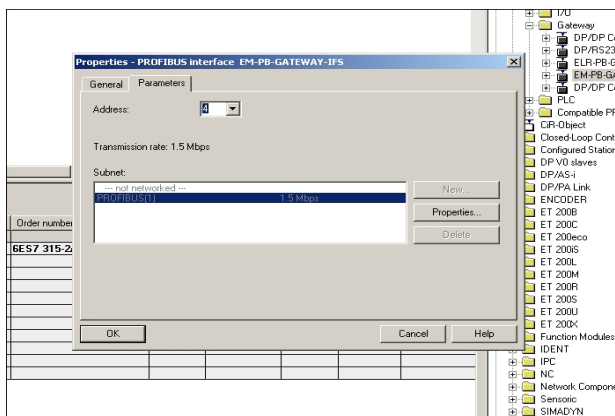 Properties - PROFIBUS interface EM-PB-GATEWAY-IFS
General
Parameters
Address:
4
Transmission rate: 1.5 Mbps
Subnet:
--- not networked ---
PROFIBUS(1) 1.5 Mbps
New...
Properties...
Delete
OK
Cancel
Help
Order number
6ES7 315-2
I/O
Gateway
DP/DP
DP/RS23
ELR-PB-G
EM-PB-GA
DP/DP
PLC
Compatible PR
CiR-Object
Closed-Loop Cont
Configured Station
DP V0 slaves
DP/AS-i
DP/PA Link
ENCODER
ET 200B
ET 200C
ET 200eco
ET 200iS
ET 200L
ET 200M
ET 200R
ET 200S
ET 200U
ET 200X
Function Modules
IDENT
IPC
NC
Network Compone
Sensoric
SIMADYN